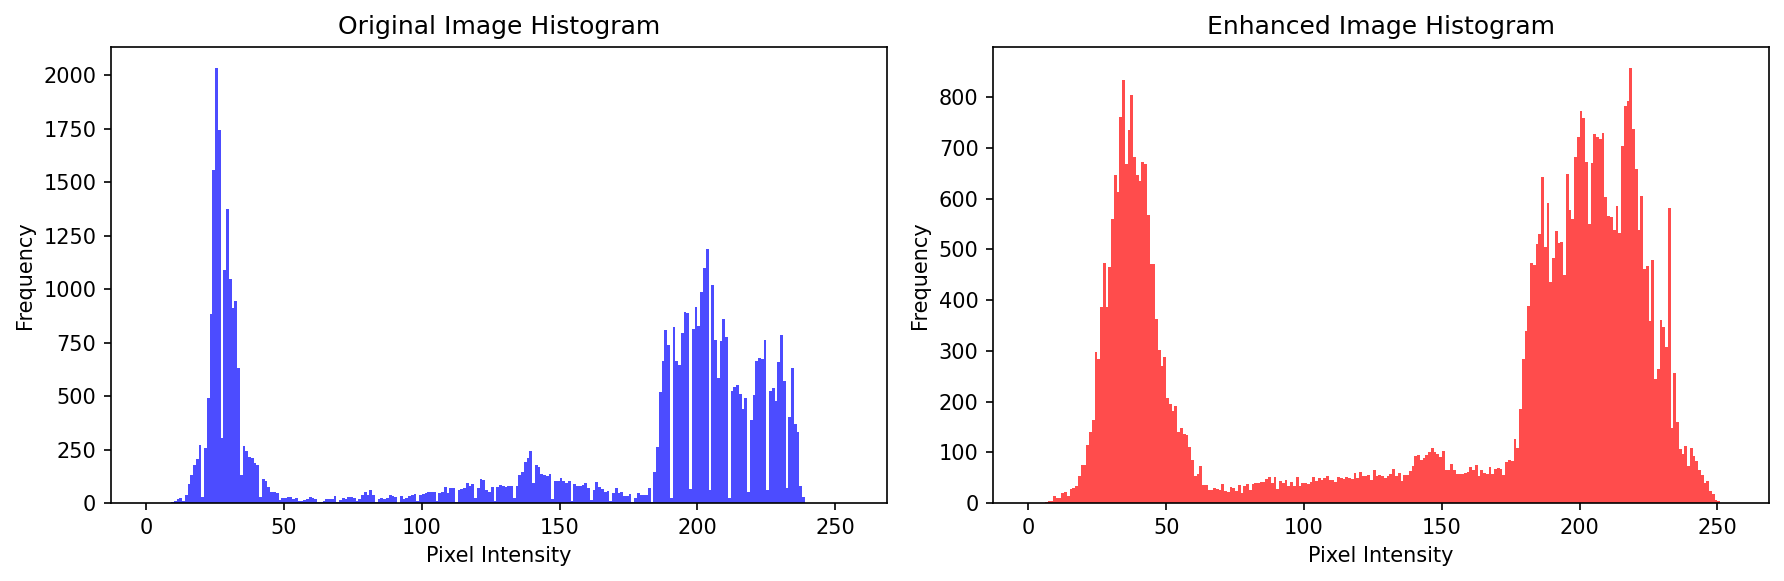 Original Image Histogram
Frequency
2000
1750
1500
1250
1000
750
500
250
0
0 50 100 150 200 250
Pixel Intensity
Enhanced Image Histogram
Frequency
800
700
600
500
400
300
200
100
0
0 50 100 150 200 250
Pixel Intensity